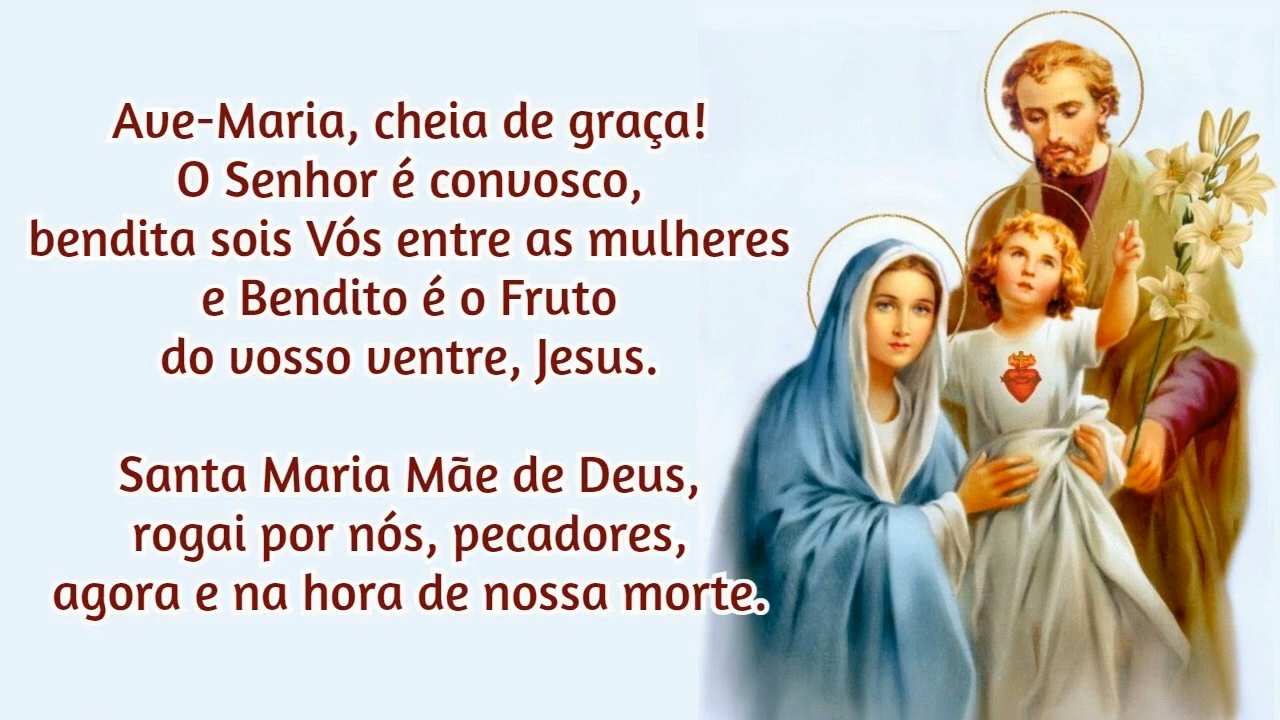 Ave-Maria, cheia de graça!
O Senhor é convosco,
bendita sois Vós entre as mulheres
e Bendito é o Fruto
do vosso ventre, Jesus.
Santa Maria Mãe de Deus,
rogai por nós, pecadores,
agora e na hora de nossa morte.